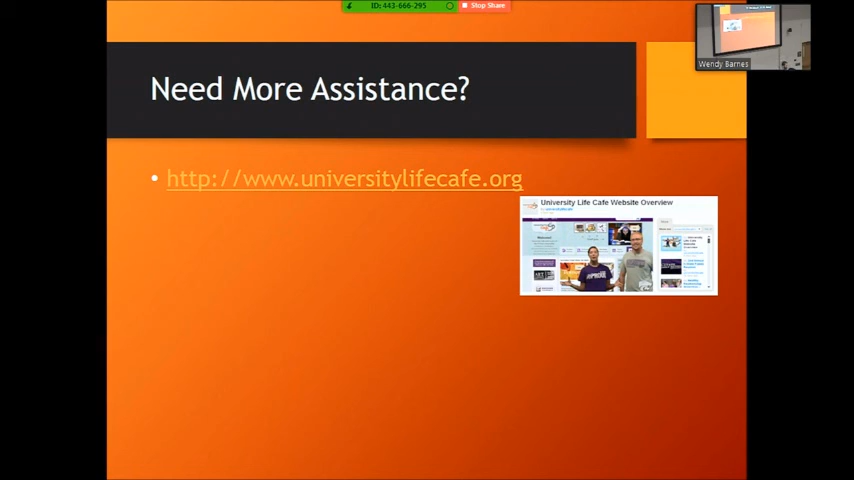 ID: 443-666-295
Stop Share
Wendy Barnes
Need More Assistance?
• http://www.universitylifecafe.org
University Life Cafe Website Overview